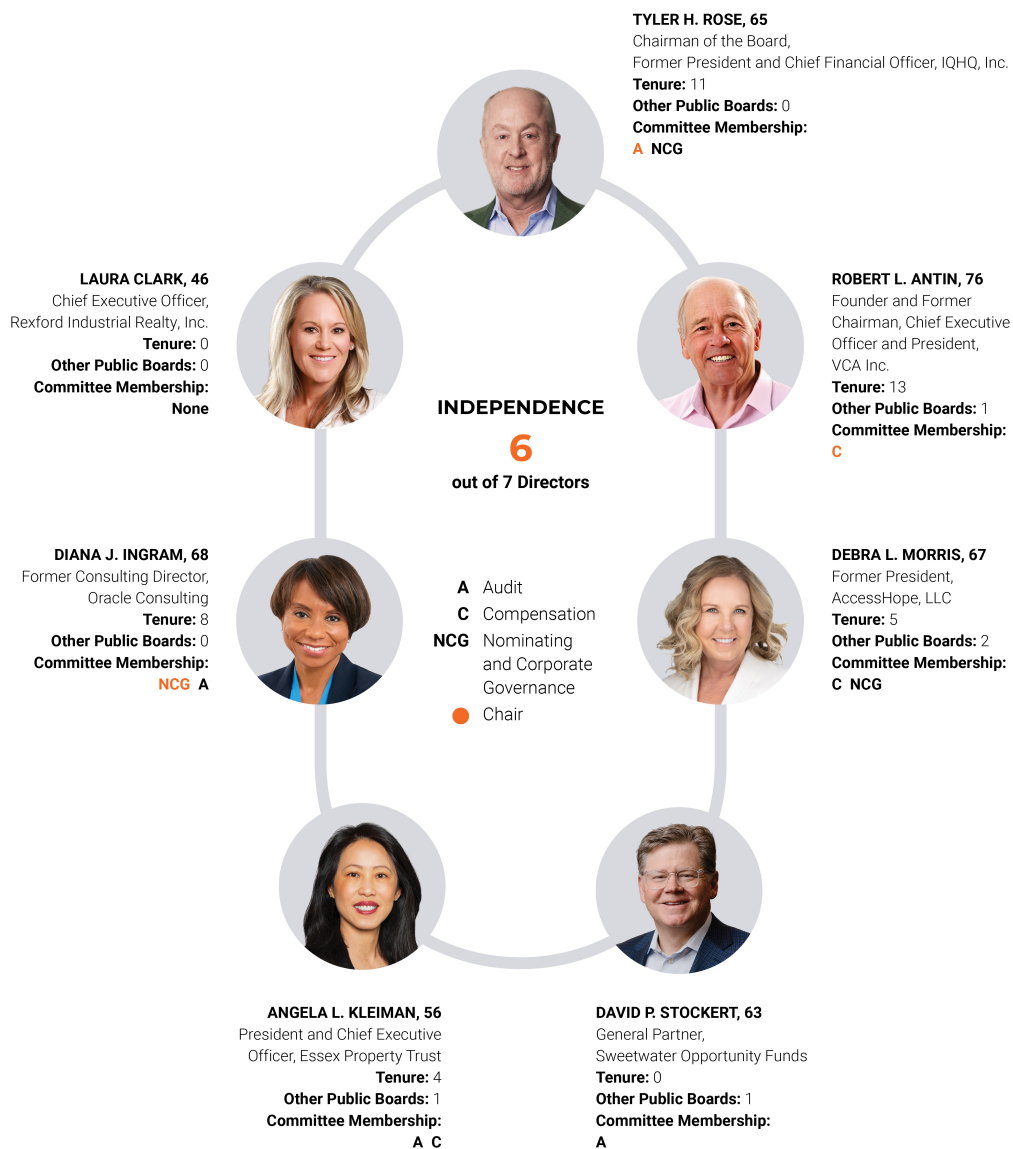 TYLER H. ROSE, 65
Chairman of the Board,
Former President and Chief Financial Officer, IQHQ, Inc.
Tenure: 11
Other Public Boards: 0
Committee Membership:
A NCG
LAURA CLARK, 46
Chief Executive Officer,
Rexford Industrial Realty, Inc.
Tenure: 0
Other Public Boards: 0
Committee Membership:
None
ROBERT L. ANTIN, 76
Founder and Former
Chairman, Chief Executive
Officer and President,
VCA Inc.
Tenure: 13
Other Public Boards: 1
Committee Membership:
C
INDEPENDENCE
6
out of 7 Directors
DIANA J. INGRAM, 68
Former Consulting Director,
Oracle Consulting
Tenure: 8
Other Public Boards: 0
Committee Membership:
NCG A
A Audit
C Compensation
NCG Nominating
and Corporate
Governance
Chair
DEBRA L. MORRIS, 67
Former President,
AccessHope, LLC
Tenure: 5
Other Public Boards: 2
Committee Membership:
C NCG
ANGELA L. KLEIMAN, 56
President and Chief Executive
Officer, Essex Property Trust
Tenure: 4
Other Public Boards: 1
Committee Membership:
A C
DAVID P. STOCKERT, 63
General Partner,
Sweetwater Opportunity Funds
Tenure: 0
Other Public Boards: 1
Committee Membership:
A